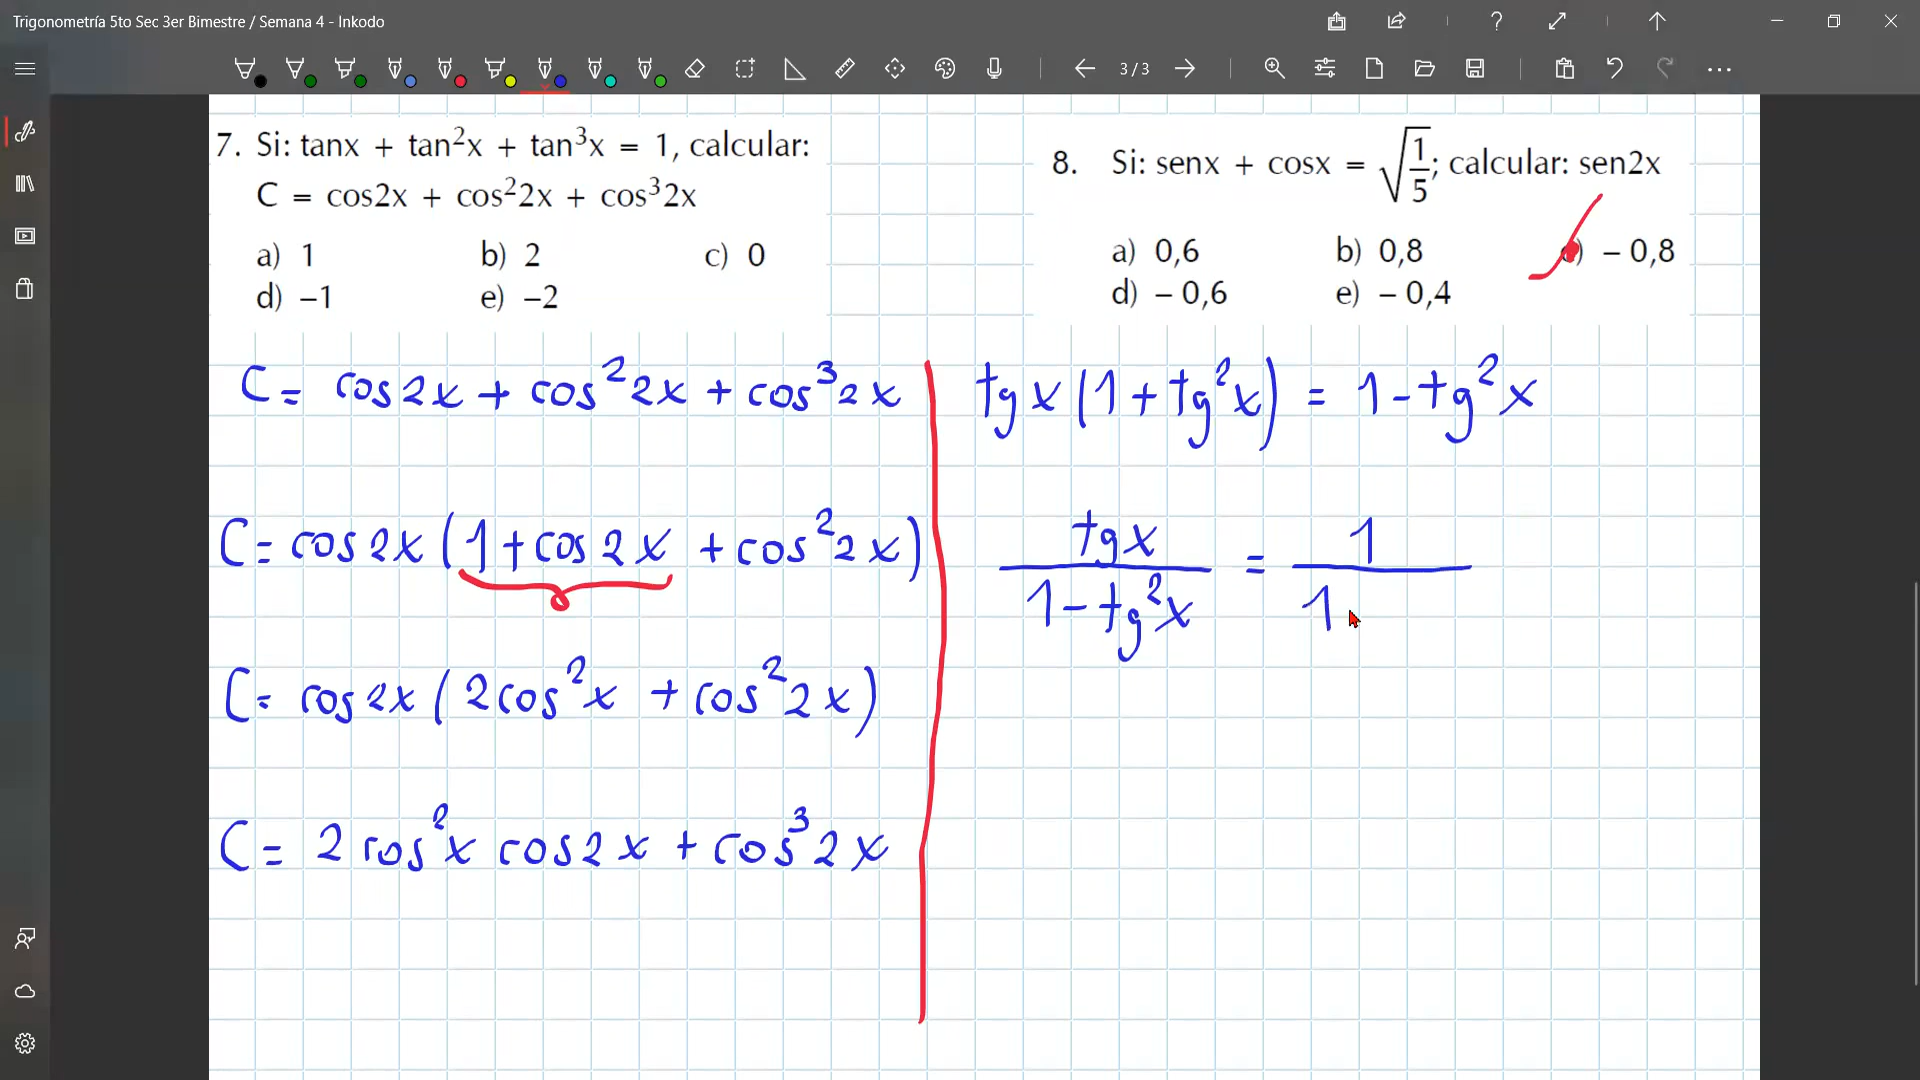 Trigonometría 5to Sec 3er Bimestre / Semana 4 - Inkodo
3 / 3
7. Si: tanx + tan²x + tan³x = 1, calcular:
C = cos2x + cos²2x + cos³2x
a) 1 b) 2 c) 0
d) –1 e) –2
8. Si: senx + cosx = √(1/5); calcular: sen2x
a) 0,6 b) 0,8 – 0,8
d) – 0,6 e) – 0,4
C = cos2x + cos²2x + cos³2x
C = cos2x (1 + cos2x + cos²2x)
C = cos2x (2cos²x + cos²2x)
C = 2cos²x cos2x + cos³2x
tgx (1 + tg²x) = 1 - tg²x
tgx / 1 - tg²x = 1 / 1